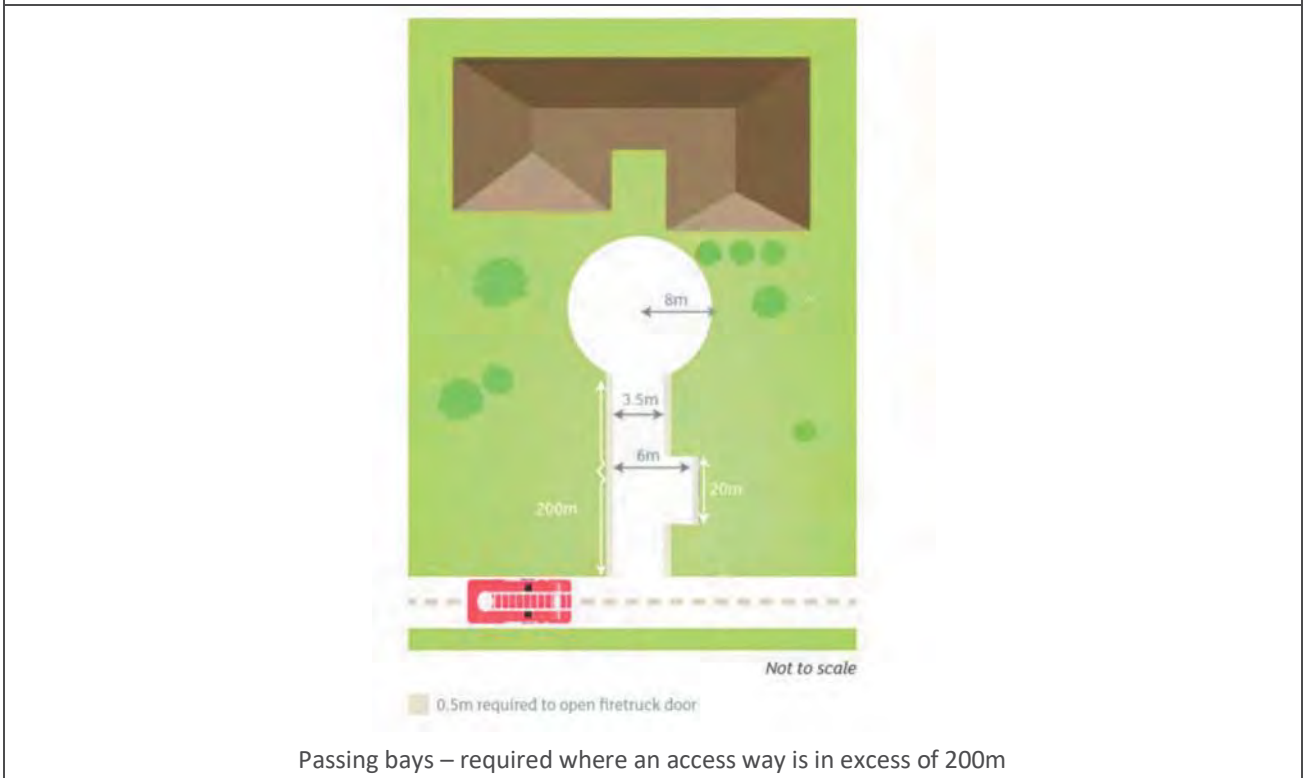 8m
3.5m
6m
20m
200m
Not to scale
0.5m required to open firetruck door
Passing bays – required where an access way is in excess of 200m